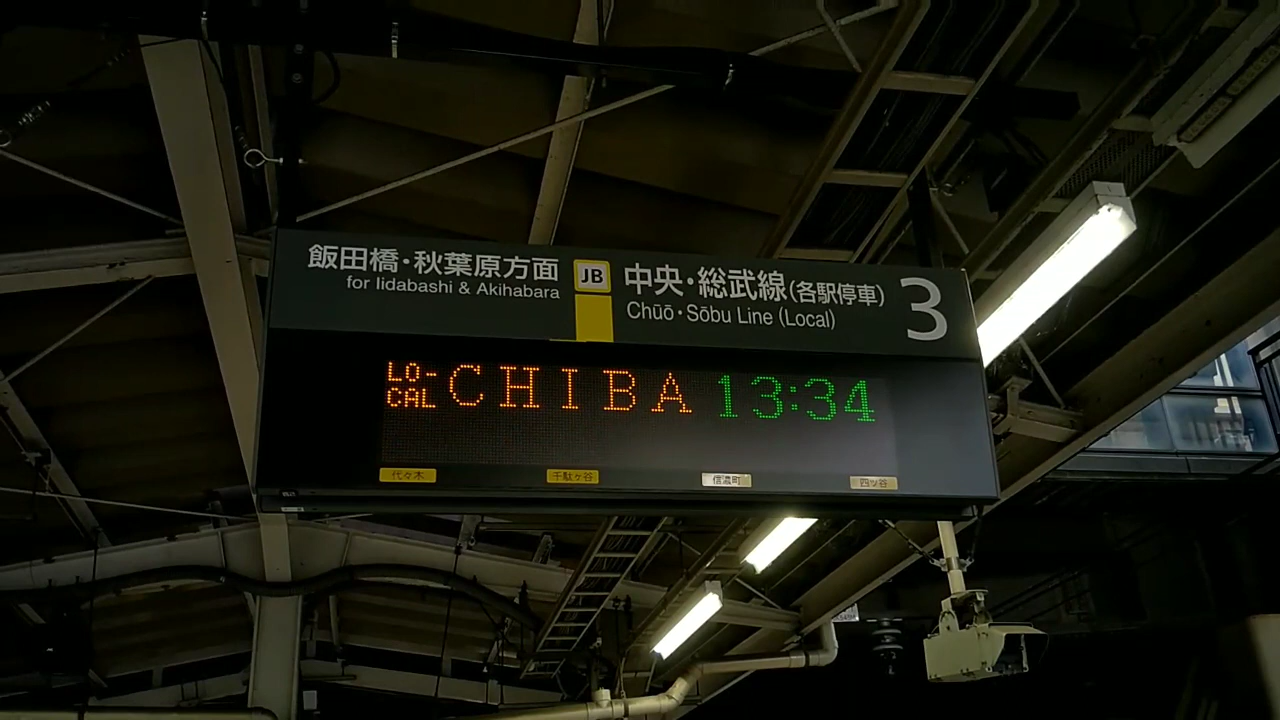 飯田橋・秋葉原方面
for Iidabashi & Akihabara
JB
中央・総武線(各駅停車)
Chūō・Sōbu Line (Local)
3
LO-
CAL
CHIBA 13:34
代々木 千駄ヶ谷 信濃町 四ツ谷